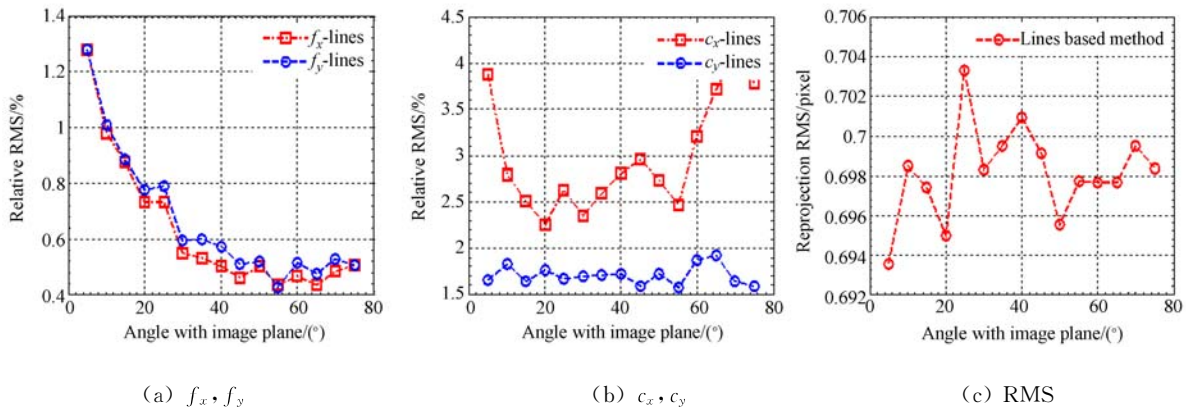 1.4
1.2
1
0.8
0.6
0.4
Relative RMS/%
fx-lines
fy-lines
0 20 40 60 80
Angle with image plane/(°)
(a) fx, fy
4.5
4
3.5
3
2.5
2
1.5
Relative RMS/%
cx-lines
cy-lines
0 20 40 60 80
Angle with image plane/(°)
(b) cx, cy
0.706
0.704
0.702
0.7
0.698
0.696
0.694
0.692
Reprojection RMS/pixel
Lines based method
0 20 40 60 80
Angle with image plane/(°)
(c) RMS